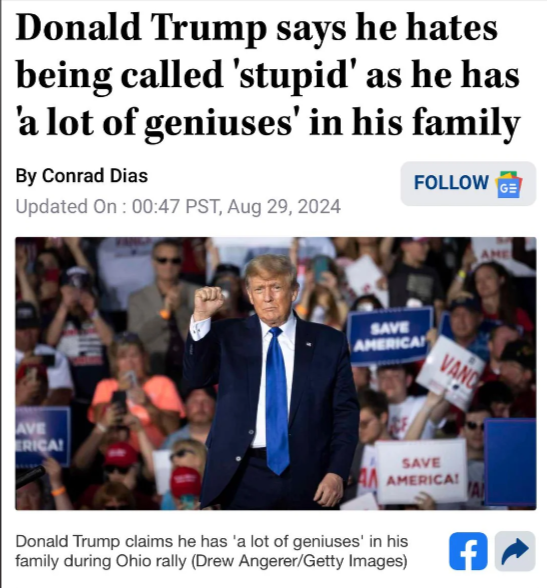 Donald Trump says he hates
being called 'stupid' as he has
'a lot of geniuses' in his family
By Conrad Dias
FOLLOW GE
Updated On : 00:47 PST, Aug 29, 2024
SAVE
AMERICA!
VANC
AVE
ERICA!
SAVE
AMERICA!
Donald Trump claims he has 'a lot of geniuses' in his
family during Ohio rally (Drew Angerer/Getty Images)